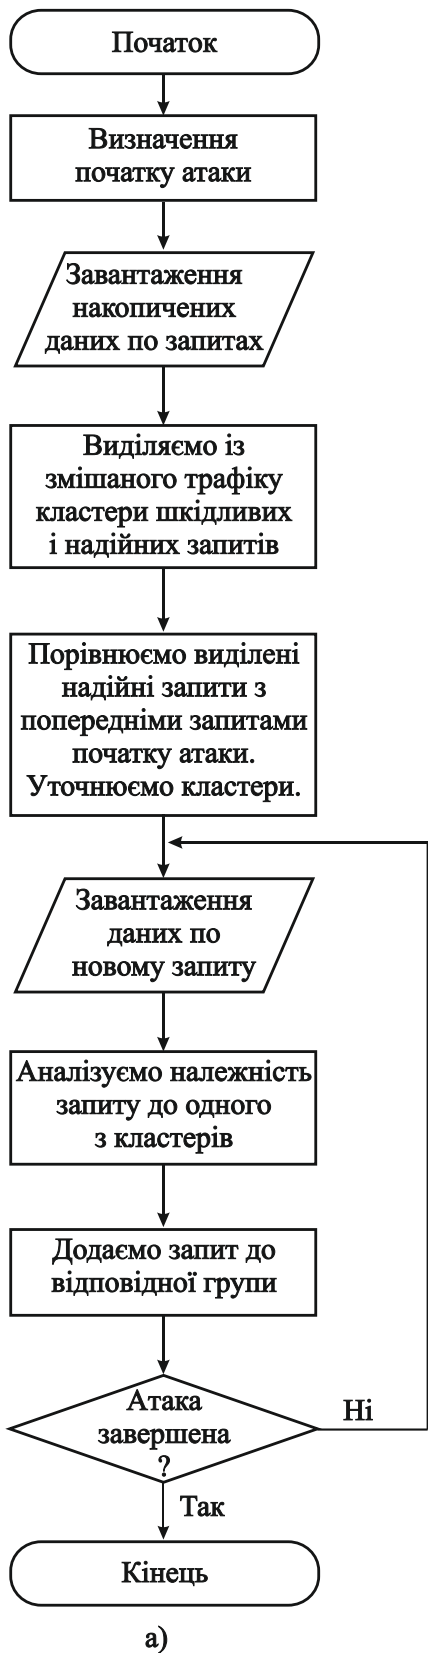 Початок
Визначення
початку атаки
Завантаження
накопичених
даних по запитах
Виділяємо із
змішаного трафіку
кластери шкідливих
і надійних запитів
Порівнюємо виділені
надійні запити з
попередніми запитами
початку атаки.
Уточнюємо кластери.
Завантаження
даних по
новому запиту
Аналізуємо належність
запиту до одного
з кластерів
Додаємо запит до
відповідної групи
Атака
завершена
?
Ні
Так
Кінець
а)